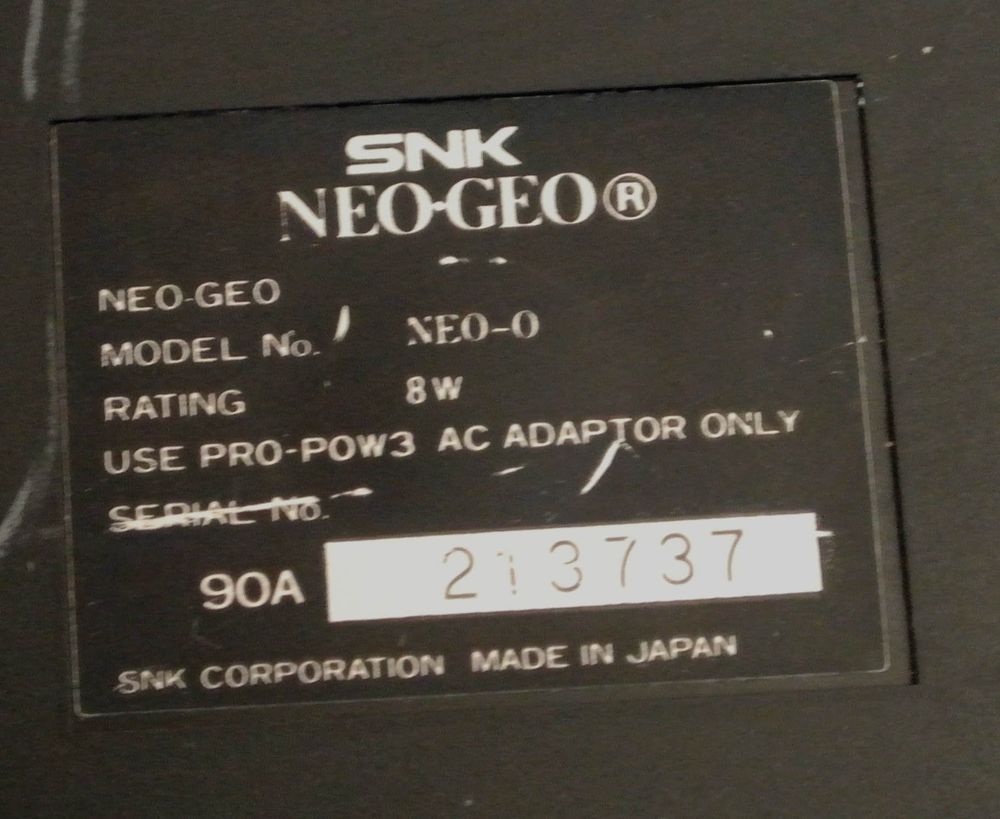 SNK
NEO·GEO®
NEO-GEO
MODEL No. NEO-O
RATING 8W
USE PRO-POW3 AC ADAPTOR ONLY
SERIAL No.
90A 213737
SNK CORPORATION MADE IN JAPAN